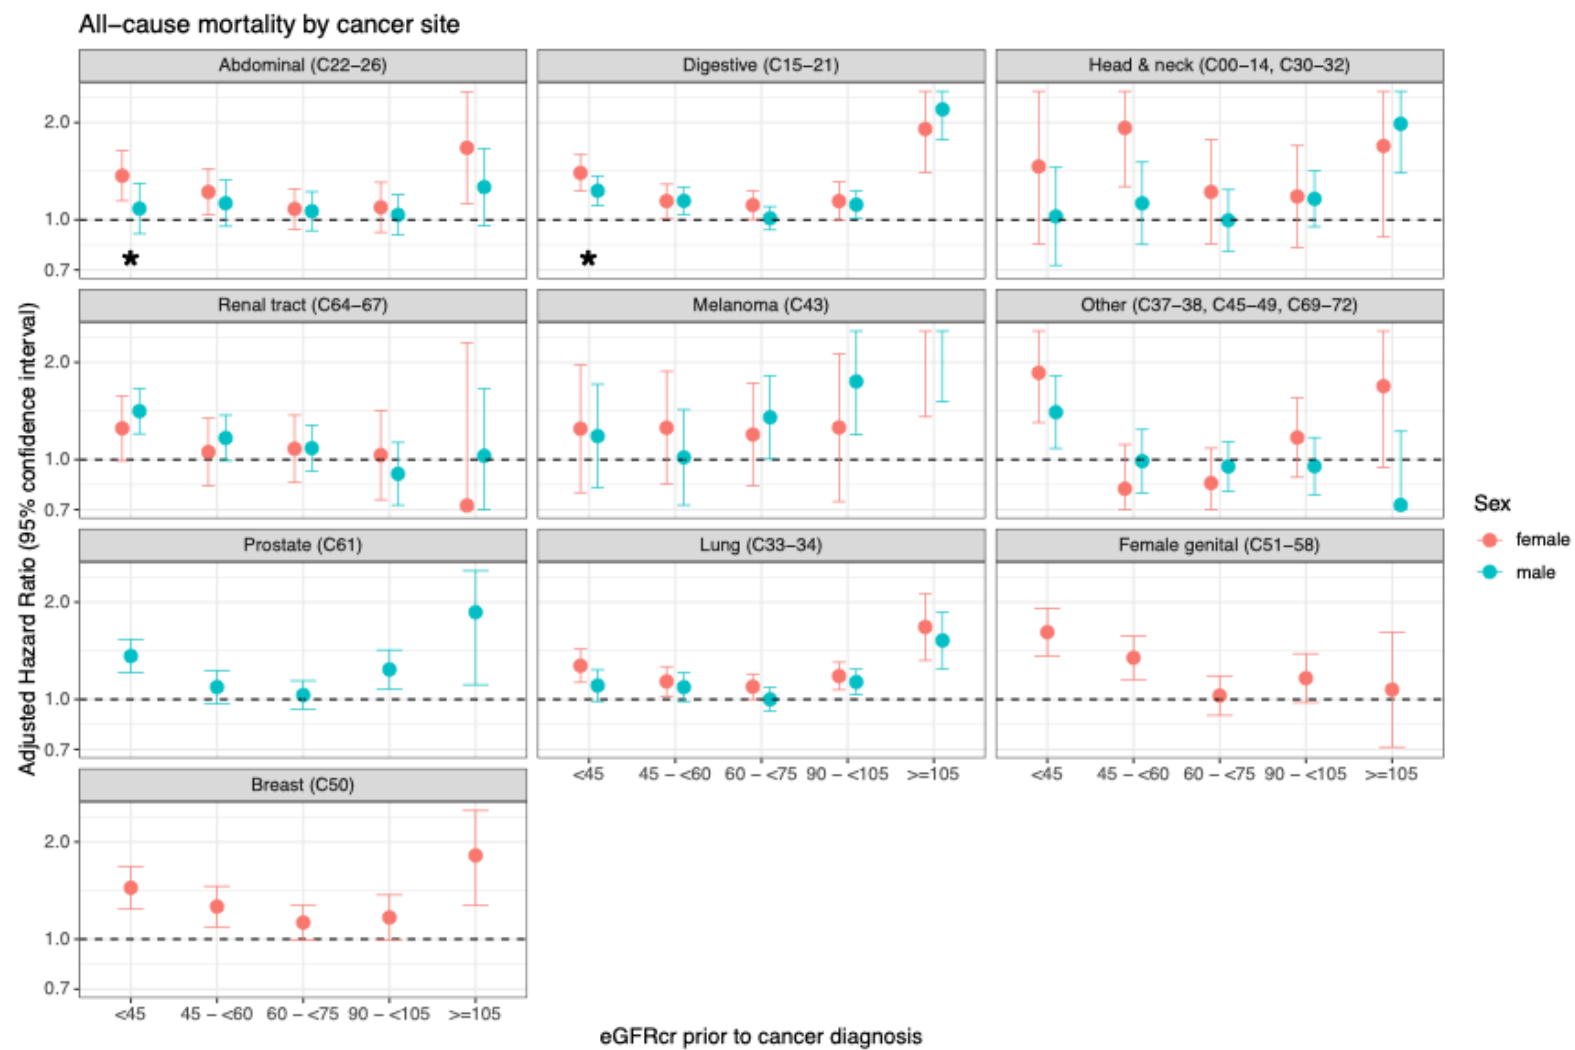 All−cause mortality by cancer site
Abdominal (C22−26)
Digestive (C15−21)
Head & neck (C00−14, C30−32)
2.0
1.0
0.7
*
*
Renal tract (C64−67)
Melanoma (C43)
Other (C37−38, C45−49, C69−72)
2.0
1.0
0.7
Adjusted Hazard Ratio (95% confidence interval)
Sex
female
male
Prostate (C61)
Lung (C33−34)
Female genital (C51−58)
2.0
1.0
0.7
<45 45 − <60 60 − <75 90 − <105 >=105
<45 45 − <60 60 − <75 90 − <105 >=105
Breast (C50)
2.0
1.0
0.7
<45 45 − <60 60 − <75 90 − <105 >=105
eGFRcr prior to cancer diagnosis